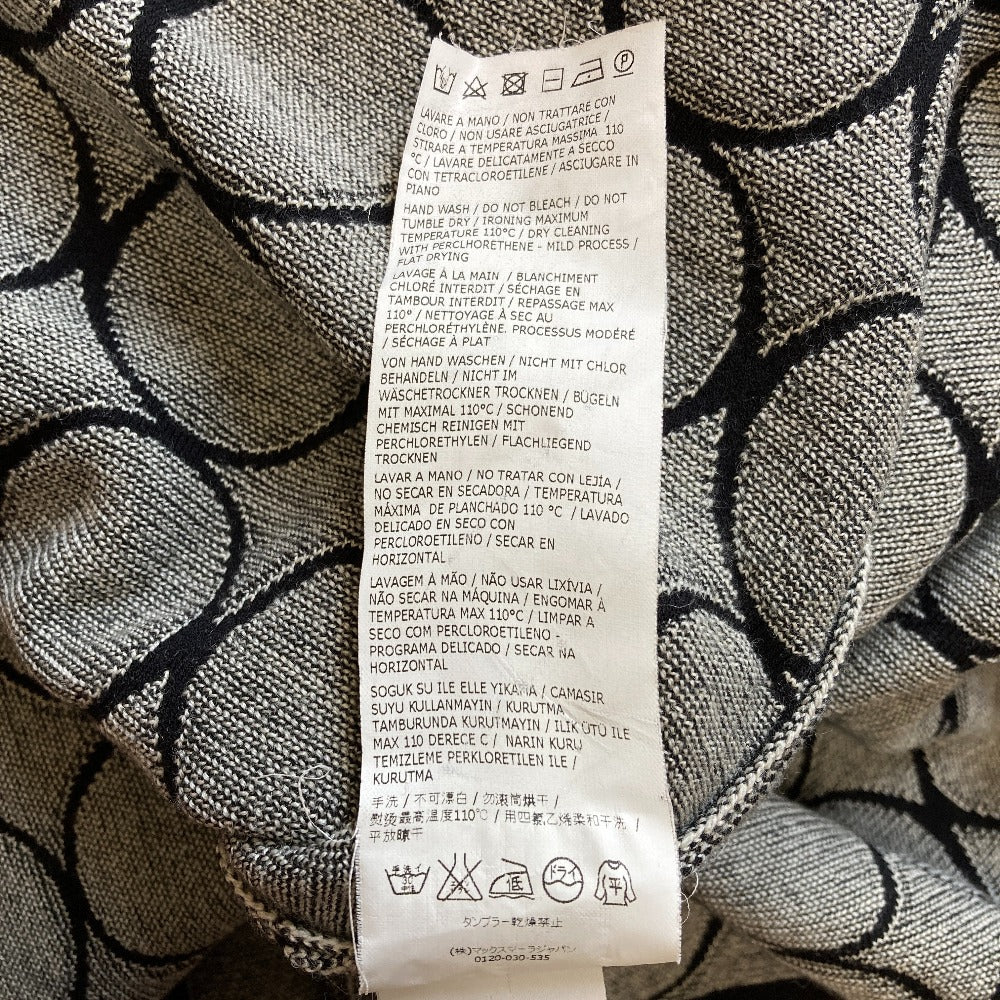 P
LAVARE A MANO / NON TRATTARE CON
CLORO / NON USARE ASCIUGATRICE /
STIRARE A TEMPERATURA MASSIMA 110
°C / LAVARE DELICATAMENTE A SECCO
CON TETRACLOROETILENE / ASCIUGARE IN
PIANO
HAND WASH / DO NOT BLEACH / DO NOT
TUMBLE DRY / IRONING MAXIMUM
TEMPERATURE 110°C / DRY CLEANING
WITH PERCLHORETHENE - MILD PROCESS /
FLAT DRYING
LAVAGE À LA MAIN / BLANCHIMENT
CHLORÉ INTERDIT / SÉCHAGE EN
TAMBOUR INTERDIT / REPASSAGE MAX
110° / NETTOYAGE À SEC AU
PERCHLORÉTHYLÈNE. PROCESSUS MODÉRÉ
/ SÉCHAGE À PLAT
VON HAND WASCHEN / NICHT MIT CHLOR
BEHANDELN / NICHT IM
WÄSCHETROCKNER TROCKNEN / BÜGELN
MIT MAXIMAL 110°C / SCHONEND
CHEMISCH REINIGEN MIT
PERCHLORETHYLEN / FLACHLIEGEND
TROCKNEN
LAVAR A MANO / NO TRATAR CON LEJÍA /
NO SECAR EN SECADORA / TEMPERATURA
MÁXIMA DE PLANCHADO 110 °C / LAVADO
DELICADO EN SECO CON
PERCLOROETILENO / SECAR EN
HORIZONTAL
LAVAGEM À MÃO / NÃO USAR LIXÍVIA /
NÃO SECAR NA MÁQUINA / ENGOMAR À
TEMPERATURA MAX 110°C / LIMPAR A
SECO COM PERCLOROETILENO -
PROGRAMA DELICADO / SECAR NA
HORIZONTAL
SOGUK SU ILE ELLE YIKAMA / CAMASIR
SUYU KULLANMAYIN / KURUTMA
TAMBURUNDA KURUTMAYIN / ILIK ÜTÜ ILE
MAX 110 DERECE C / NARIN KURU
TEMIZLEME PERKLORETILEN ILE /
KURUTMA
手洗 / 不可漂白 / 勿滚筒烘干 /
熨烫最高温度110℃ / 用四氯乙烯柔和干洗 /
平放晾干
手洗イ 30 中性 低 ドライ 平
タンブラー乾燥禁止
(株)マックスマーラジャパン
0120-030-535